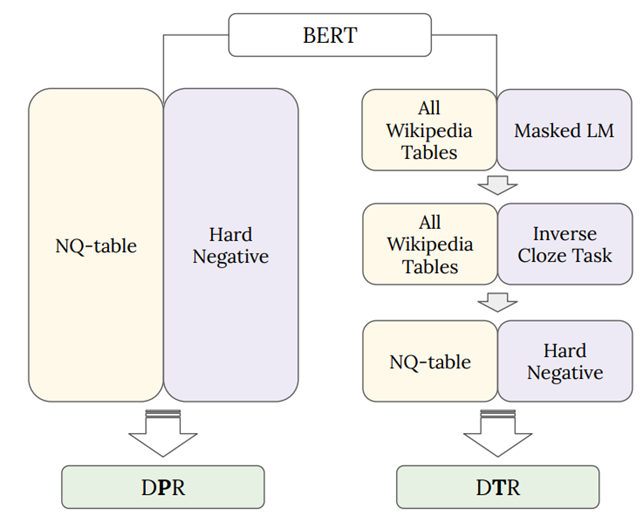 BERT
NQ-table
Hard
Negative
DPR
All
Wikipedia
Tables
Masked LM
All
Wikipedia
Tables
Inverse
Cloze Task
NQ-table
Hard
Negative
DTR